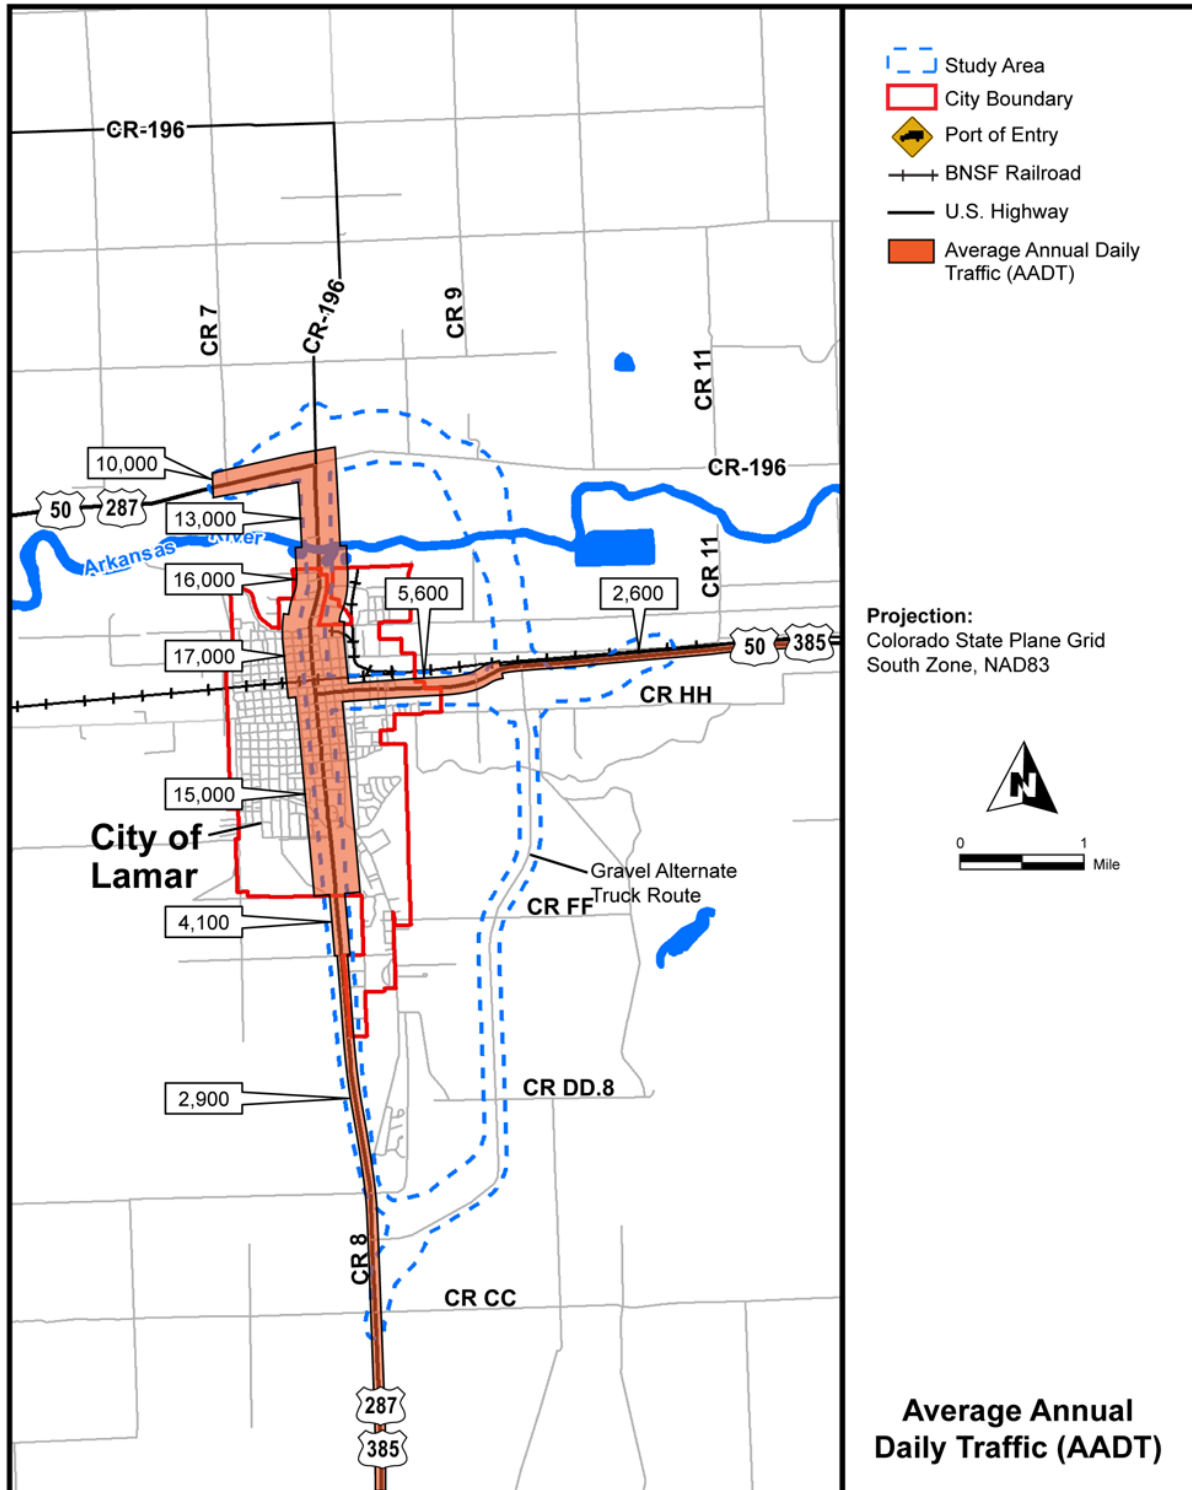 CR-196
CR 7
CR-196
CR 9
CR 11
10,000
CR-196
50
287
13,000
Arkansas River
16,000
5,600
2,600
CR 11
17,000
50
385
CR HH
15,000
City of
Lamar
Gravel Alternate
Truck Route
CR FF
4,100
2,900
CR DD.8
CR 8
CR CC
287
385
Study Area
City Boundary
Port of Entry
BNSF Railroad
U.S. Highway
Average Annual Daily
Traffic (AADT)
Projection:
Colorado State Plane Grid
South Zone, NAD83
N
0 1
Mile
Average Annual
Daily Traffic (AADT)